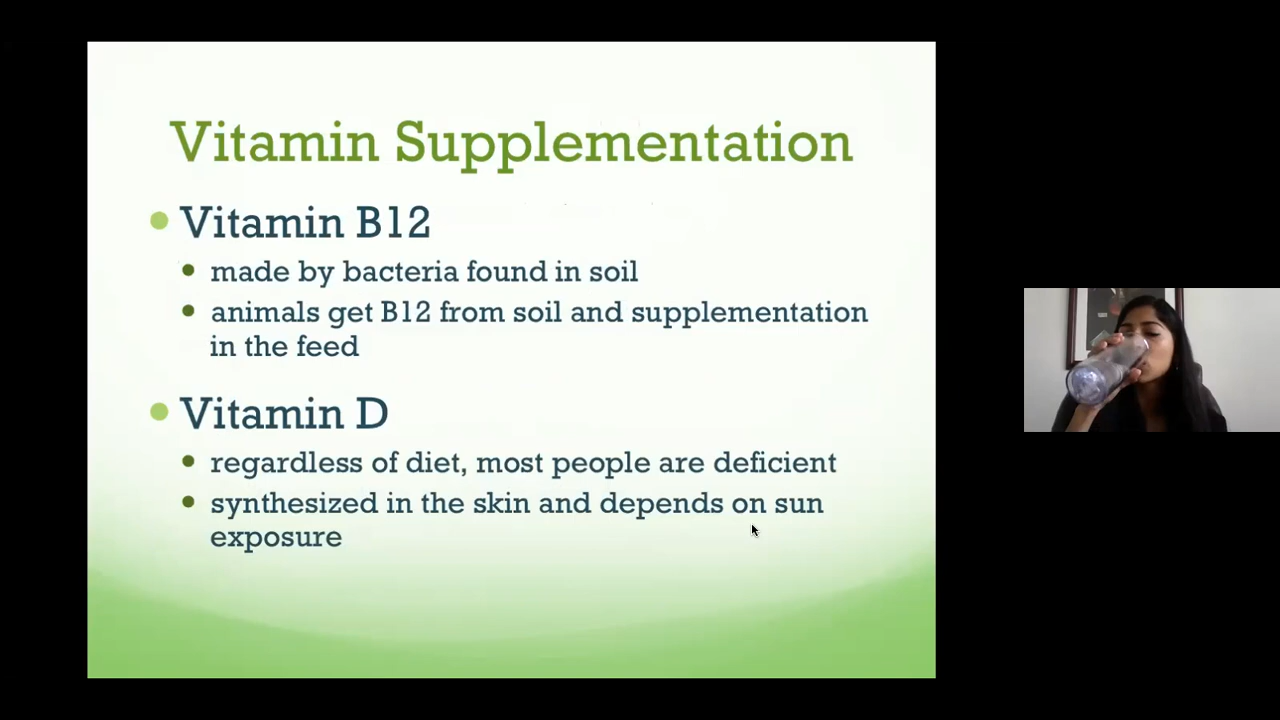 Vitamin Supplementation
Vitamin B12
made by bacteria found in soil
animals get B12 from soil and supplementation
in the feed
Vitamin D
regardless of diet, most people are deficient
synthesized in the skin and depends on sun
exposure